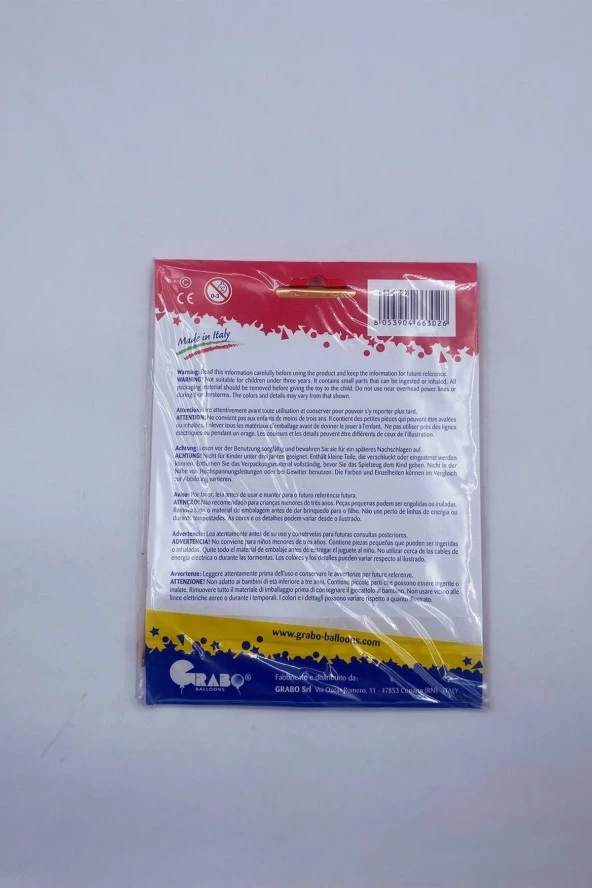 CE
0-3
6 053904 663026
Made in Italy
Warning: Read this information carefully before using the product and keep the information for future reference.
WARNING! Not suitable for children under three years. It contains small parts that can be ingested or inhaled. All
packaging material should be removed before giving the toy to the child. Do not use near overhead power lines or
during thunderstorms. The colors and details may vary from that shown.
Attention: Lire attentivement avant toute utilisation et conserver pour pouvoir s'y reporter plus tard.
ATTENTION! Ne convient pas aux enfants de moins de trois ans. Il contient des petites pièces qui peuvent être avalées
ou inhalées. Enlever tous les matériaux d'emballage avant de donner le jouer à l'enfant. Ne pas utiliser près des lignes
électriques ou pendant un orage. Les couleurs et les détails peuvent être différents de ceux de l'illustration.
Achtung: Lesen vor der Benutzung sorgfältig und bewahren Sie sie für ein späteres Nachschlagen auf.
ACHTUNG! Nicht für Kinder unter drei Jahren geeignet. Enthält kleine Teile, die verschluckt oder eingeatmet werden
können. Entfernen Sie das Verpackungsmaterial vollständig, bevor Sie das Spielzeug dem Kind geben. Nicht in der
Nähe von Hochspannungsleitungen oder bei Gewitter benutzen. Die Farben und Einzelheiten können im Vergleich
zur Abbildung variieren.
Aviso: Por favor, leia antes de usar e manter para o futuro referência futura.
ATENÇÃO! Não recomendado para crianças menores de três anos. Peças pequenas podem ser engolidas ou inaladas.
Remova todo o material de embalagem antes de dar brinquedo para o filho. Não use perto de linhas de energia ou
durante tempestades. As cores e os detalhes podem variar desde o ilustrado.
Advertencia: Lea atentamente antes de su uso y consérvelas para futuras consultas posteriores.
ADVERTENCIA! No conviene para niños menores de tres años. Contiene piezas pequeñas que pueden ser ingeridas
o inhaladas. Quite todo el material de embalaje antes de entregar el juguete al niño. No utilizar cerca de las cables de
energía eléctrica o durante las tormentas. Los colores y los detalles pueden variar respecto al ilustrado.
Avvertenze: Leggere attentamente prima dell'uso e conservare le avvertenze per future referenze.
ATTENZIONE! Non adatto ai bambini di età inferiore a tre anni. Contiene piccole parti che possono essere ingerite o
inalate. Rimuovere tutto il materiale di imballaggio prima di consegnare il giocattolo al bambino. Non usare vicino alle
linee elettriche aeree o durante i temporali. I colori e i dettagli possono variare rispetto a quanto illustrato.
www.grabo-balloons.com
GRABO®
BALLOONS
Fabbricato e distribuito da:
GRABO Srl Via Oscar Romero, 11 - 47853 (RN) - ITALY